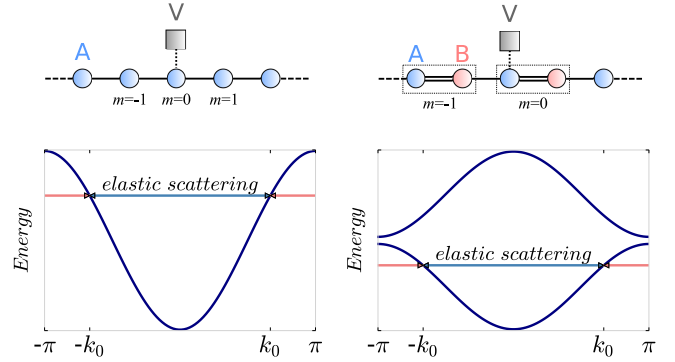 V
A
m=-1 m=0 m=1
V
A B
m=-1 m=0
Energy
elastic scattering
-π -k₀ k₀ π
Energy
elastic scattering
-π -k₀ k₀ π